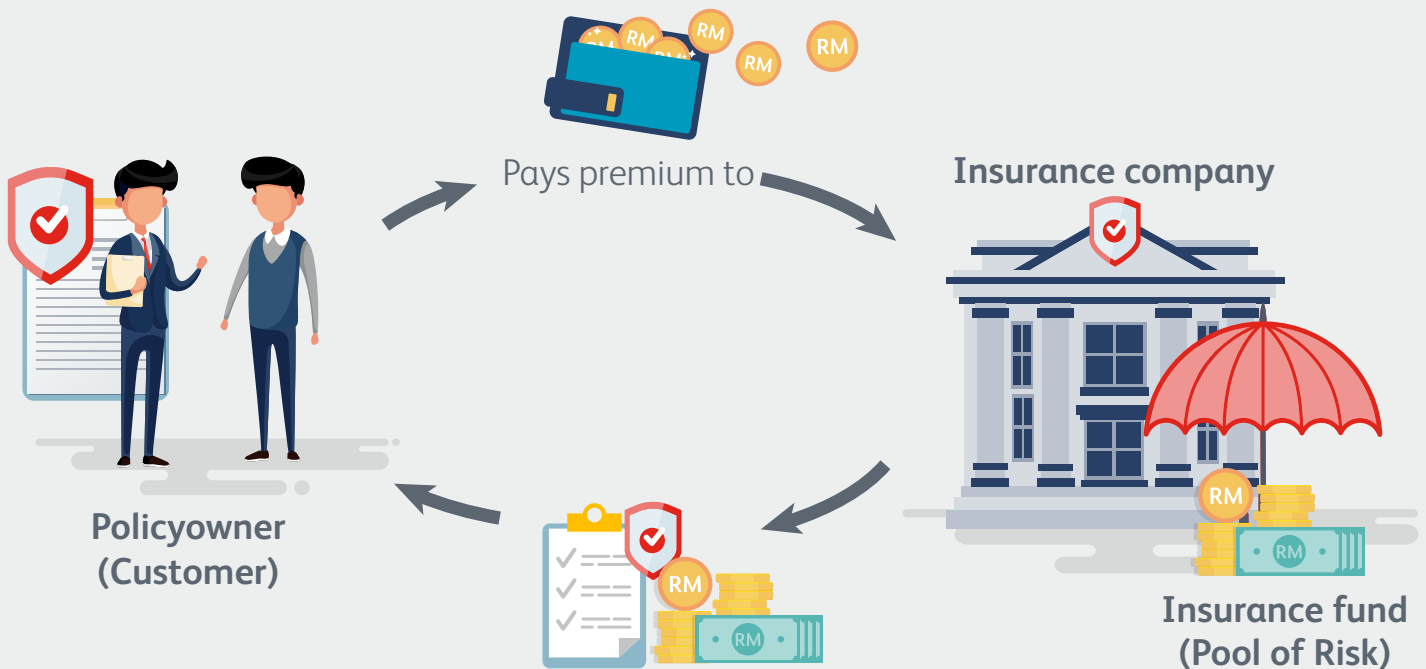 RM
RM
RM
RM
RM
RM
Pays premium to
Insurance company
Policyowner
(Customer)
RM
RM
RM
RM
Insurance fund
(Pool of Risk)